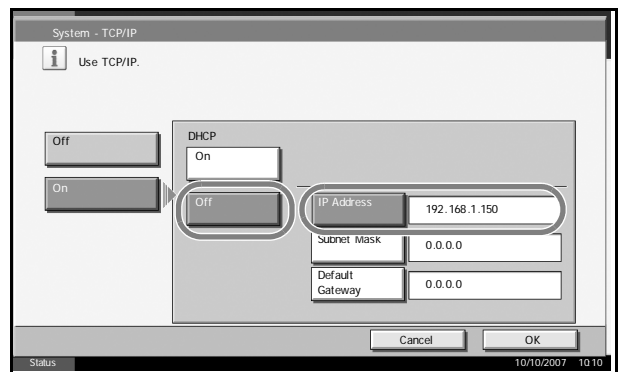 System - TCP/IP
i Use TCP/IP.
Off
On
DHCP
On
Off
IP Address 192.168.1.150
Subnet Mask 0.0.0.0
Default
Gateway 0.0.0.0
Cancel OK
Status 10/10/2007 10:10